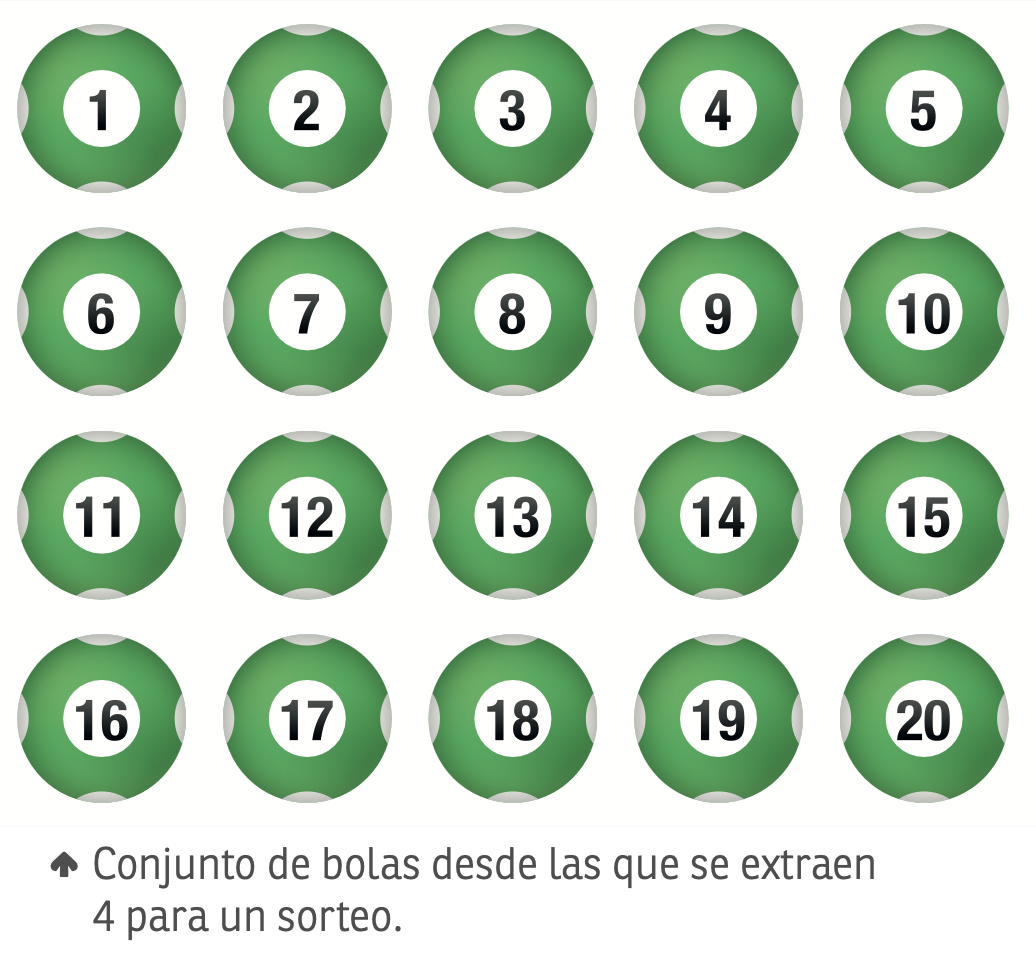 1 2 3 4 5
6 7 8 9 10
11 12 13 14 15
16 17 18 19 20
Conjunto de bolas desde las que se extraen
4 para un sorteo.